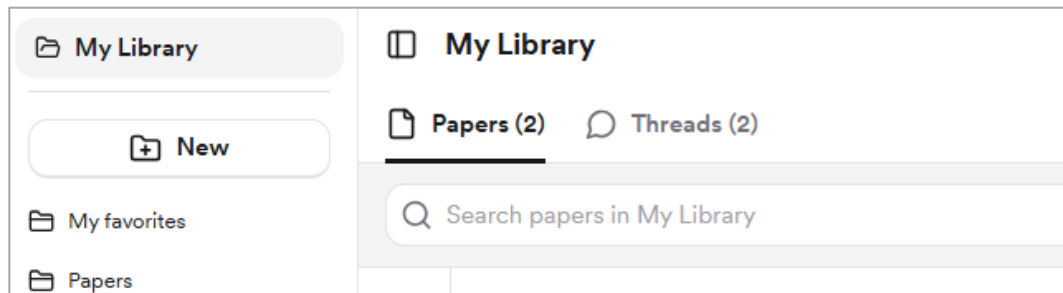 My Library
New
My favorites
Papers
My Library
Papers (2)
Threads (2)
Search papers in My Library